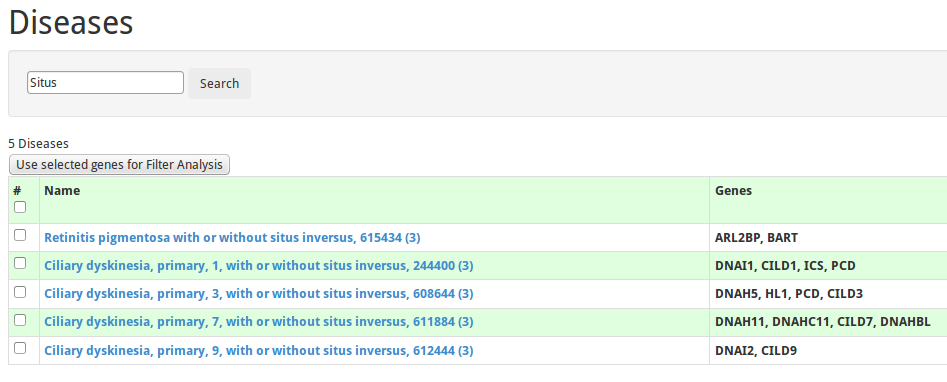 Diseases
Situs Search
5 Diseases
Use selected genes for Filter Analysis
# Name Genes
Retinitis pigmentosa with or without situs inversus, 615434 (3) ARL2BP, BART
Ciliary dyskinesia, primary, 1, with or without situs inversus, 244400 (3) DNAI1, CILD1, ICS, PCD
Ciliary dyskinesia, primary, 3, with or without situs inversus, 608644 (3) DNAH5, HL1, PCD, CILD3
Ciliary dyskinesia, primary, 7, with or without situs inversus, 611884 (3) DNAH11, DNAHC11, CILD7, DNAHBL
Ciliary dyskinesia, primary, 9, with or without situs inversus, 612444 (3) DNAI2, CILD9